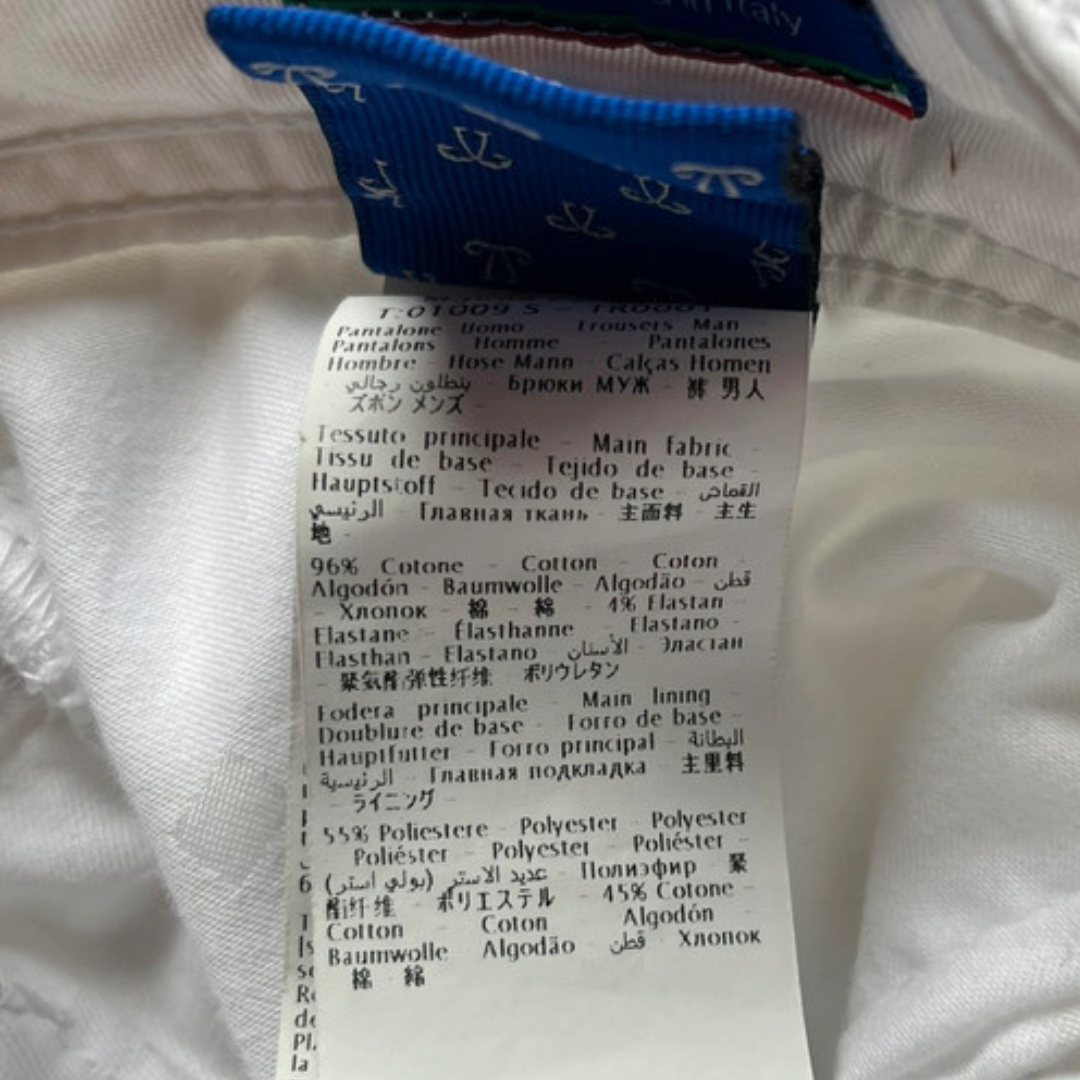 in Italy
T:01009 S - TR0001
Pantalone Uomo - Trousers Man -
Pantalons Homme - Pantalones
Hombre - Hose Mann - Calças Homen
- بنطلون رجالي - Брюки МУЖ - 裤 男人
ズボン メンズ -
Tessuto principale - Main fabric -
Tissu de base - Tejido de base -
Hauptstoff - Tecido de base - القماش
الرئيسي - Главная ткань - 主面料 - 主生
地 -
96% Cotone - Cotton - Coton -
Algodón - Baumwolle - Algodão - قطن
- Хлопок - 棉 - 綿 - 4% Elastan -
Elastane - Élasthanne - Elastano -
Elasthan - Elastano - الأستان - Эластан
- 聚氨酯弹性纤维 - ポリウレタン
Fodera principale - Main lining -
Doublure de base - Forro de base -
Hauptfutter - Forro principal - البطانة
الرئيسية - Главная подкладка - 主里料
- ライニング -
55% Poliestere - Polyester - Polyester
- Poliéster - Polyester - Poliéster -
عديد الاستر (بولي استر) - Полиэфир - 聚
酯纤维 - ポリエステル - 45% Cotone -
Cotton - Coton - Algodón -
Baumwolle - Algodão - قطن - Хлопок
- 棉 - 綿